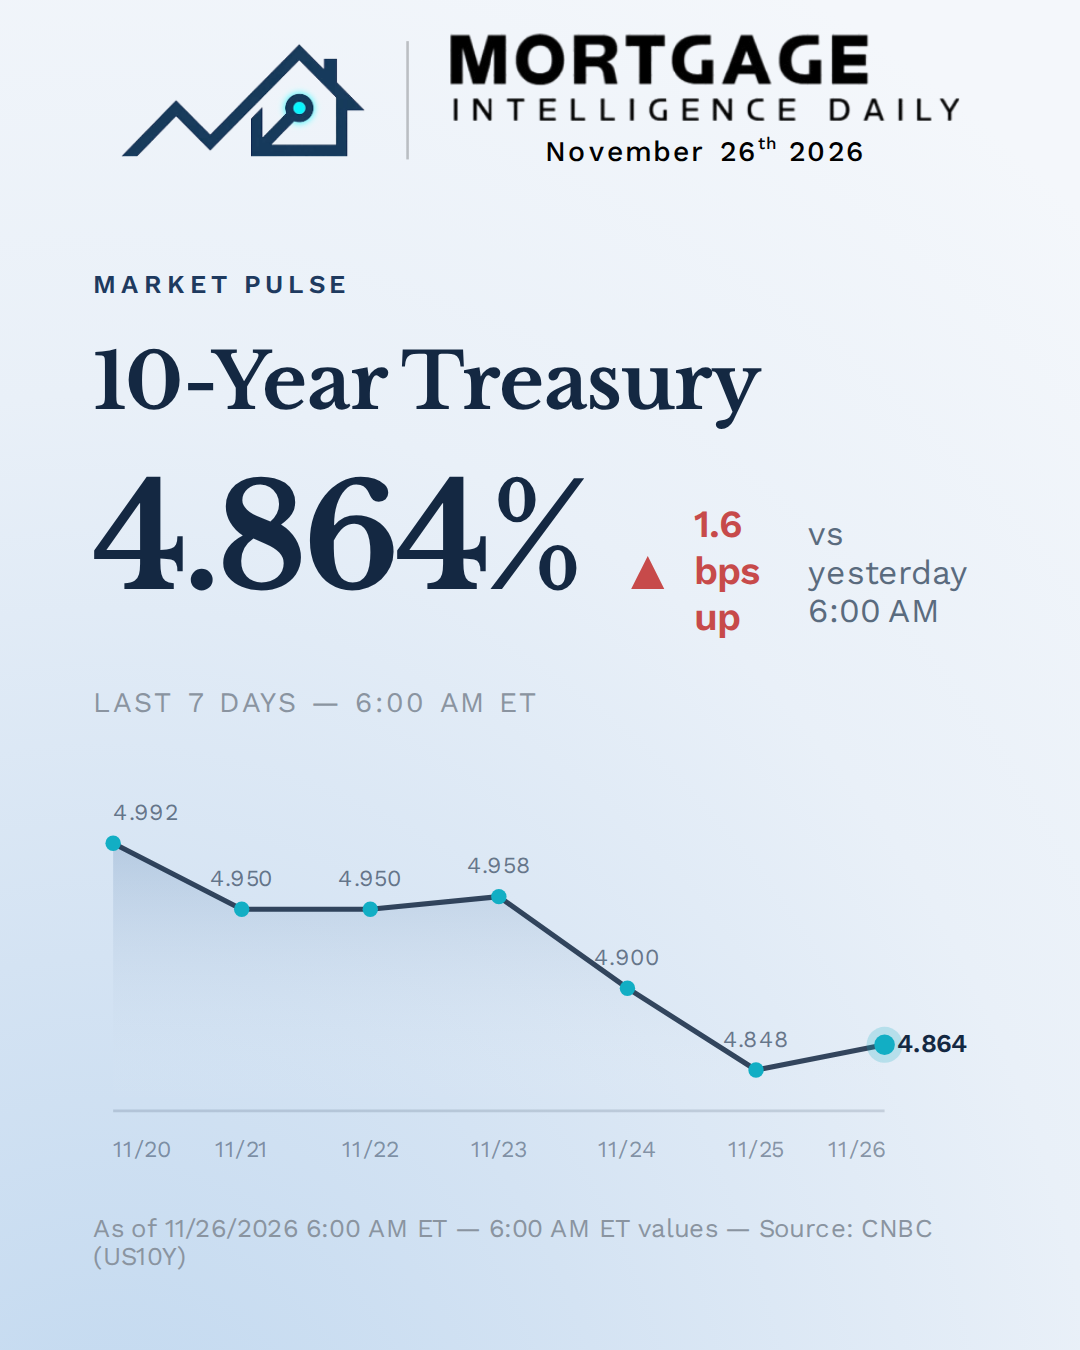 MORTGAGE
INTELLIGENCE DAILY
November 26th 2026
MARKET PULSE
10-Year Treasury
4.864%
▲ 1.6 bps up
vs yesterday 6:00 AM
LAST 7 DAYS — 6:00 AM ET
4.992
4.950
4.950
4.958
4.900
4.848
4.864
11/20 11/21 11/22 11/23 11/24 11/25 11/26
As of 11/26/2026 6:00 AM ET — 6:00 AM ET values — Source: CNBC
(US10Y)